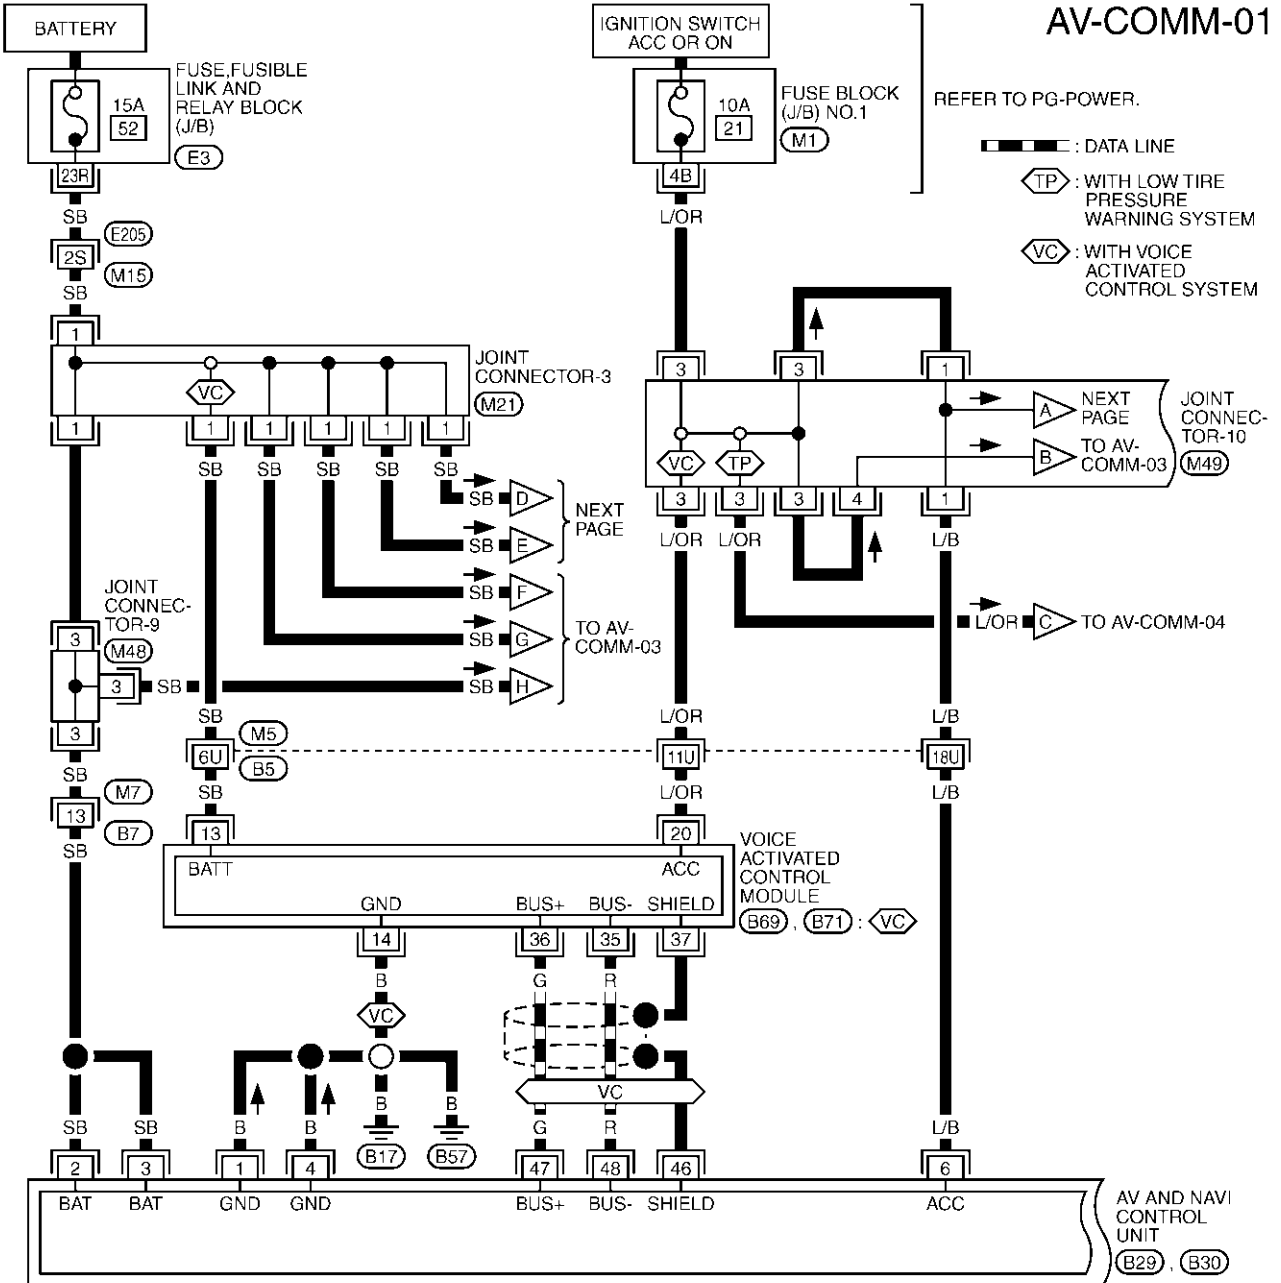 AV-COMM-01
BATTERY
FUSE,FUSIBLE
LINK AND
RELAY BLOCK
(J/B)
15A
52
E3
23R
SB
E205
2S
M15
SB
IGNITION SWITCH
ACC OR ON
FUSE BLOCK
(J/B) NO.1
10A
21
M1
4B
L/OR
REFER TO PG-POWER.
: DATA LINE
TP : WITH LOW TIRE
PRESSURE
WARNING SYSTEM
VC : WITH VOICE
ACTIVATED
CONTROL SYSTEM
1
JOINT
CONNECTOR-3
M21
VC
1 1 1 1 1 1
SB SB SB SB SB
SB D
SB E
NEXT
PAGE
SB F
SB G
SB H
TO AV-
COMM-03
3 3 1
A NEXT
PAGE
B TO AV-
COMM-03
JOINT
CONNEC-
TOR-10
M49
VC TP
3 3 3 4 1
L/OR L/OR L/B
L/OR C TO AV-COMM-04
JOINT
CONNEC-
TOR-9
M48
3
3 SB
3
SB
M7
13
B7
SB
SB L/OR L/B
M5
6U 11U 18U
B5
SB L/OR L/B
13 20
BATT ACC
VOICE
ACTIVATED
CONTROL
MODULE
B69 , B71 : VC
GND BUS+ BUS- SHIELD
14 36 35 37
B G R
VC
VC
SB SB B B B B G R L/B
B17 B57
2 3 1 4 47 48 46 6
BAT BAT GND GND BUS+ BUS- SHIELD ACC
AV AND NAVI
CONTROL
UNIT
B29 , B30